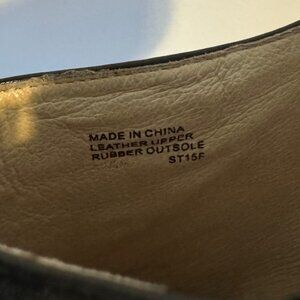 MADE IN CHINA
LEATHER UPPER
RUBBER OUTSOLE
ST15F